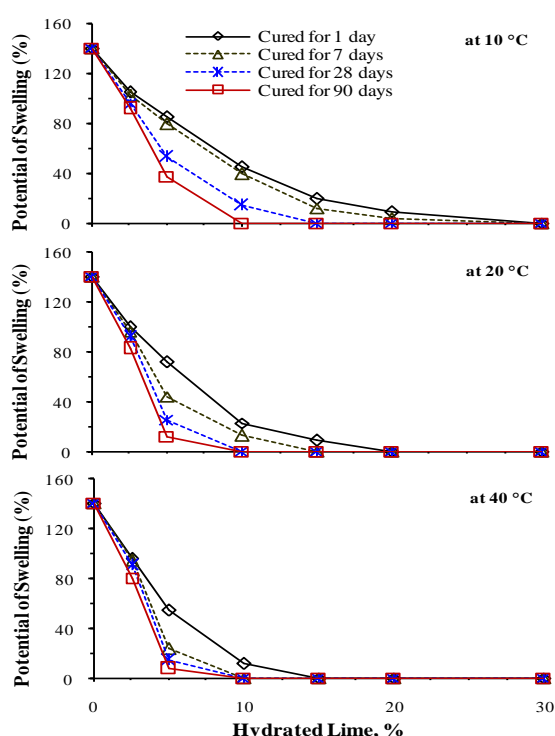 Cured for 1 day
Cured for 7 days
Cured for 28 days
Cured for 90 days
at 10 °C
160
120
80
40
0
Potential of Swelling (%)
at 20 °C
160
120
80
40
0
Potential of Swelling (%)
at 40 °C
160
120
80
40
0
Potential of Swelling (%)
0 10 20 30
Hydrated Lime, %